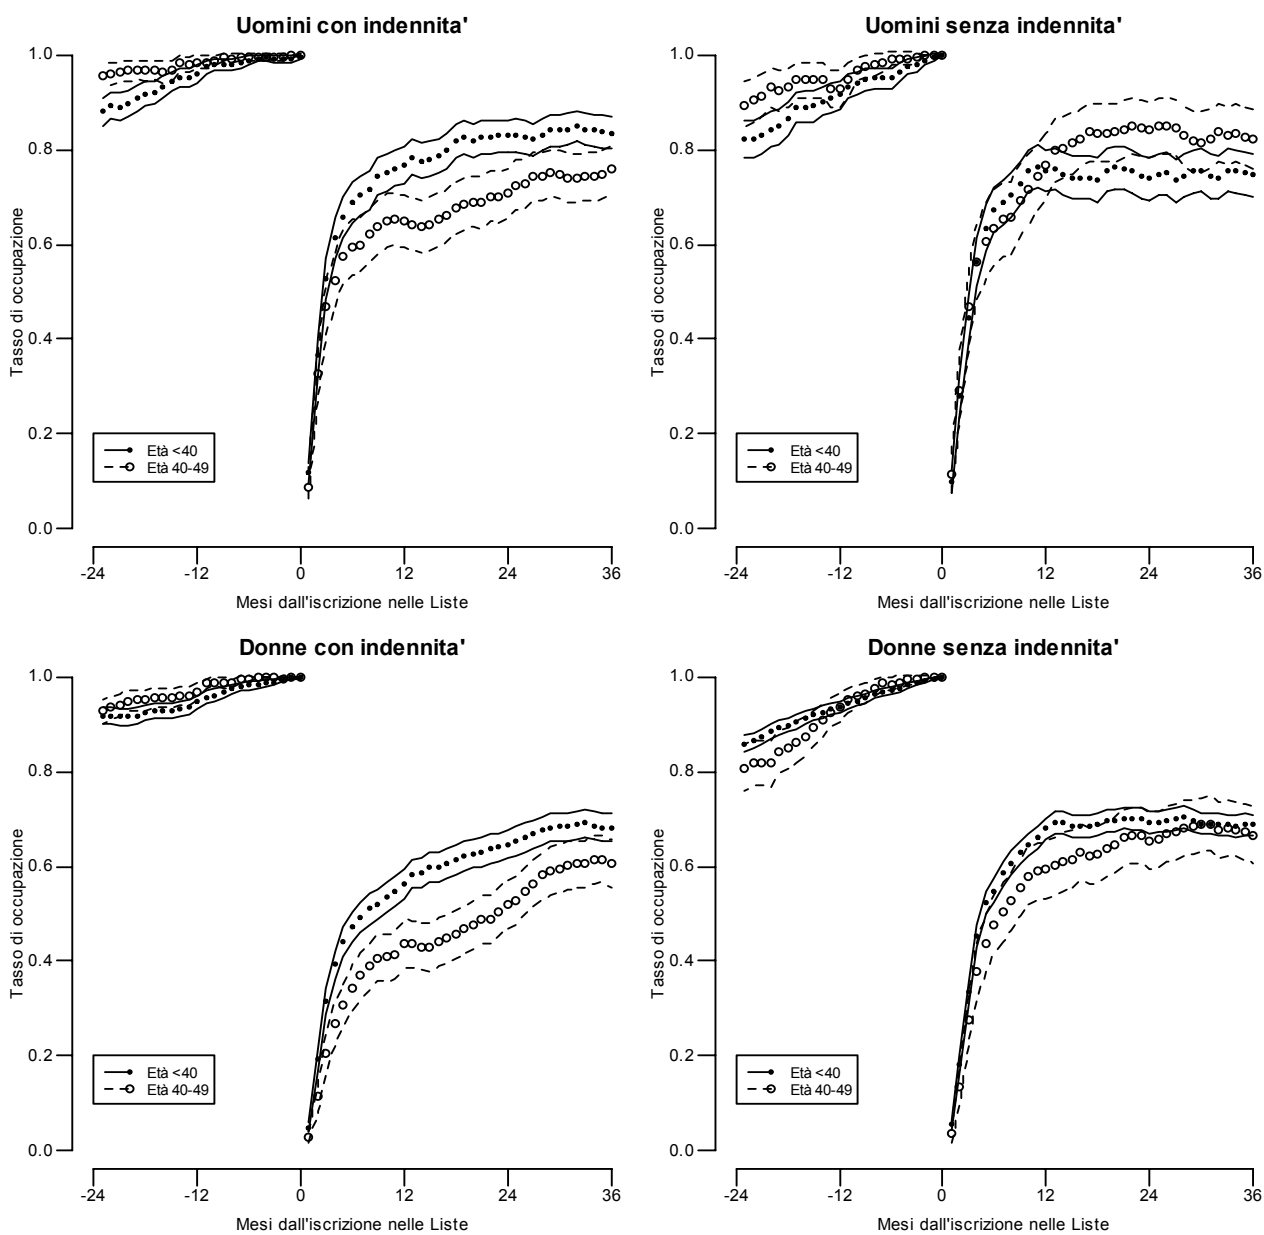 Uomini con indennita'
Tasso di occupazione
1.0
0.8
0.6
0.4
0.2
0.0
Età <40
Età 40-49
-24 -12 0 12 24 36
Mesi dall'iscrizione nelle Liste
Uomini senza indennita'
Tasso di occupazione
1.0
0.8
0.6
0.4
0.2
0.0
Età <40
Età 40-49
-24 -12 0 12 24 36
Mesi dall'iscrizione nelle Liste
Donne con indennita'
Tasso di occupazione
1.0
0.8
0.6
0.4
0.2
0.0
Età <40
Età 40-49
-24 -12 0 12 24 36
Mesi dall'iscrizione nelle Liste
Donne senza indennita'
Tasso di occupazione
1.0
0.8
0.6
0.4
0.2
0.0
Età <40
Età 40-49
-24 -12 0 12 24 36
Mesi dall'iscrizione nelle Liste